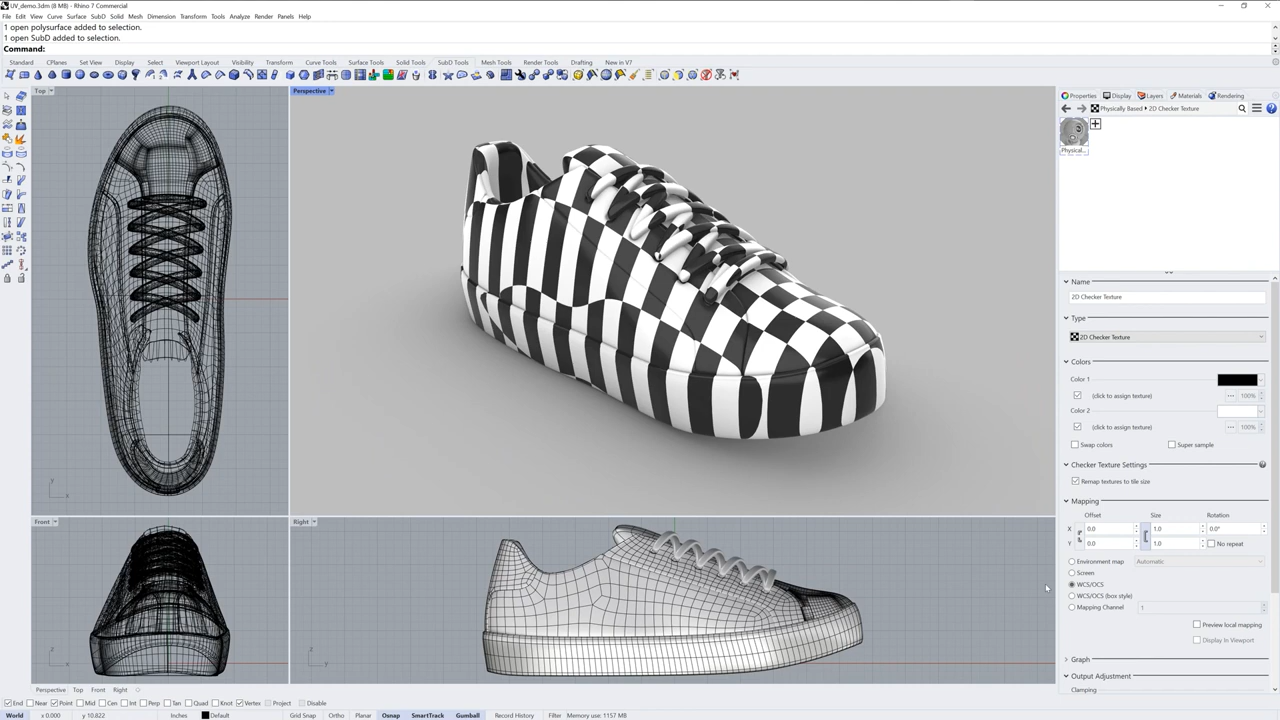 UV_demo.3dm (8 MB) - Rhino 7 Commercial
File Edit View Curve Surface SubD Solid Mesh Dimension Transform Tools Analyze Render Panels Help
1 open polysurface added to selection.
1 open SubD added to selection.
Command:
Standard CPlanes Set View Display Select Viewport Layout Visibility Transform Curve Tools Surface Tools Solid Tools SubD Tools Mesh Tools Render Tools Drafting New in V7
Top
Perspective
Properties Display Layers Materials Rendering
Physically Based 2D Checker Texture
Physical...
Name
2D Checker Texture
Type
2D Checker Texture
Colors
Color 1
(click to assign texture) ... 100%
Color 2
(click to assign texture) ... 100%
Swap colors Super sample
Checker Texture Settings
Remap textures to tile size
Mapping
Offset Size Rotation
X 0.0 1.0 0.0°
Y 0.0 1.0 No repeat
Environment map Automatic
Screen
WCS/OCS
WCS/OCS (box style)
Mapping Channel 1
Preview local mapping
Display In Viewport
Graph
Output Adjustment
Clamping
y
x
Front
Right
z
x
z
y
Perspective Top Front Right
End Near Point Mid Cen Int Perp Tan Quad Knot Vertex Project Disable
World x 0.000 y 10.822 Inches Default Grid Snap Ortho Planar Osnap SmartTrack Gumball Record History Filter Memory use: 1157 MB